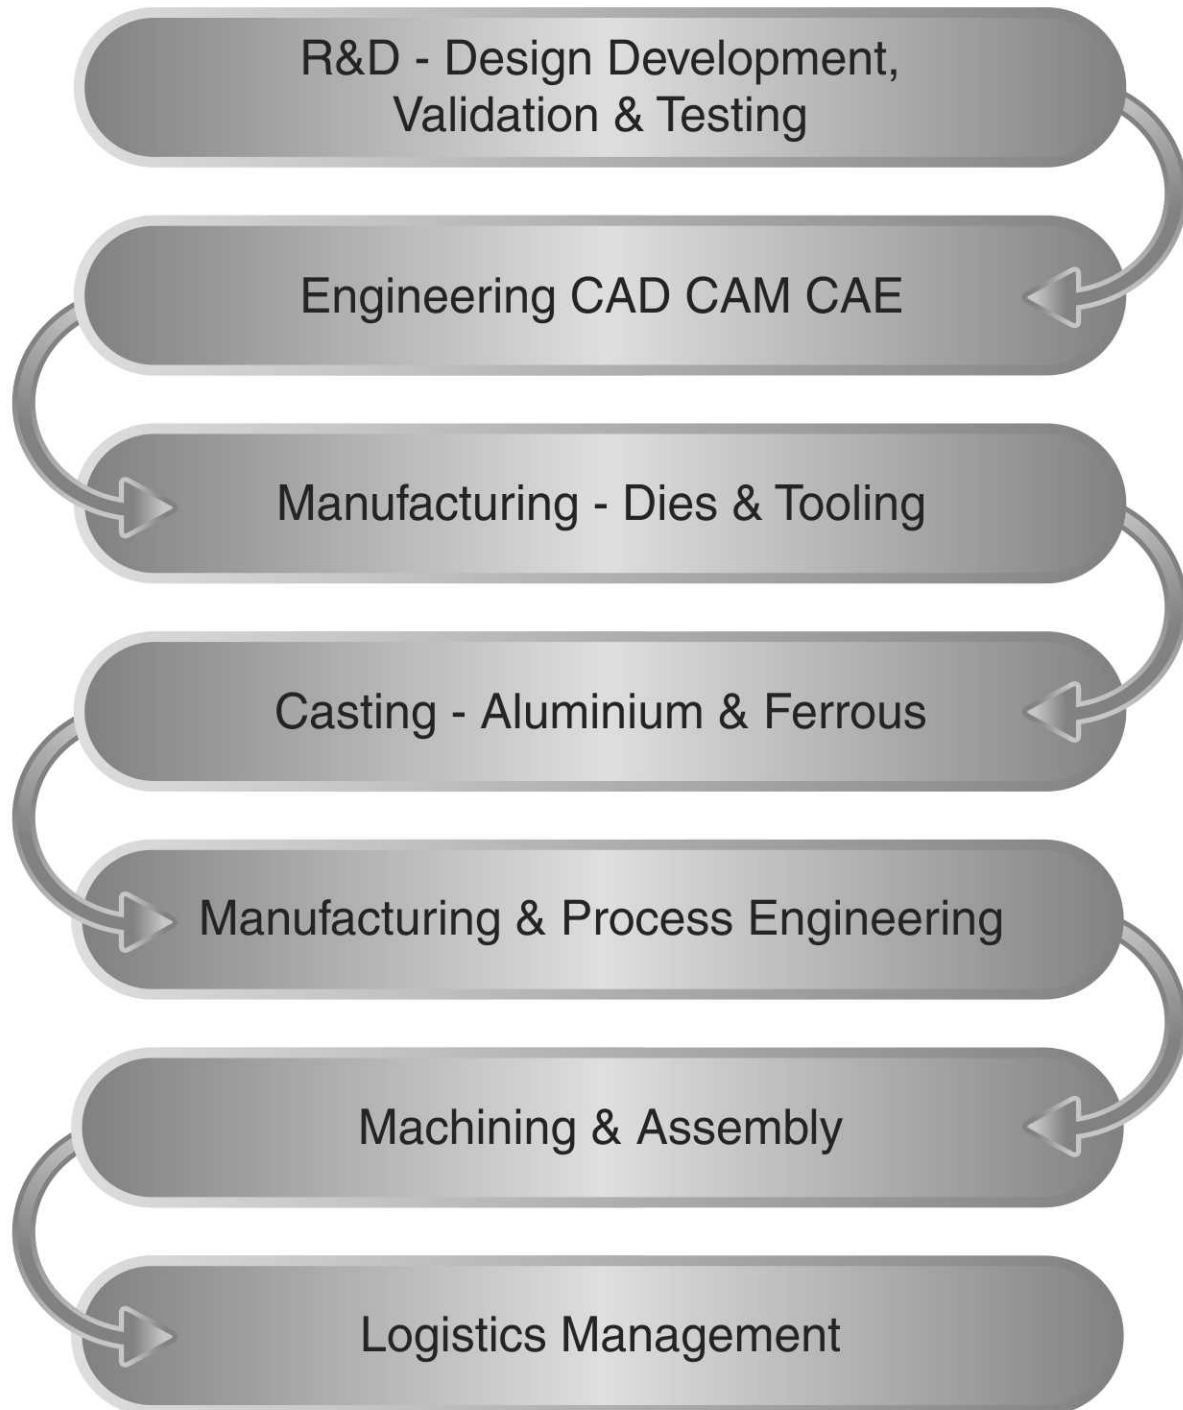 R&D - Design Development,
Validation & Testing
Engineering CAD CAM CAE
Manufacturing - Dies & Tooling
Casting - Aluminium & Ferrous
Manufacturing & Process Engineering
Machining & Assembly
Logistics Management